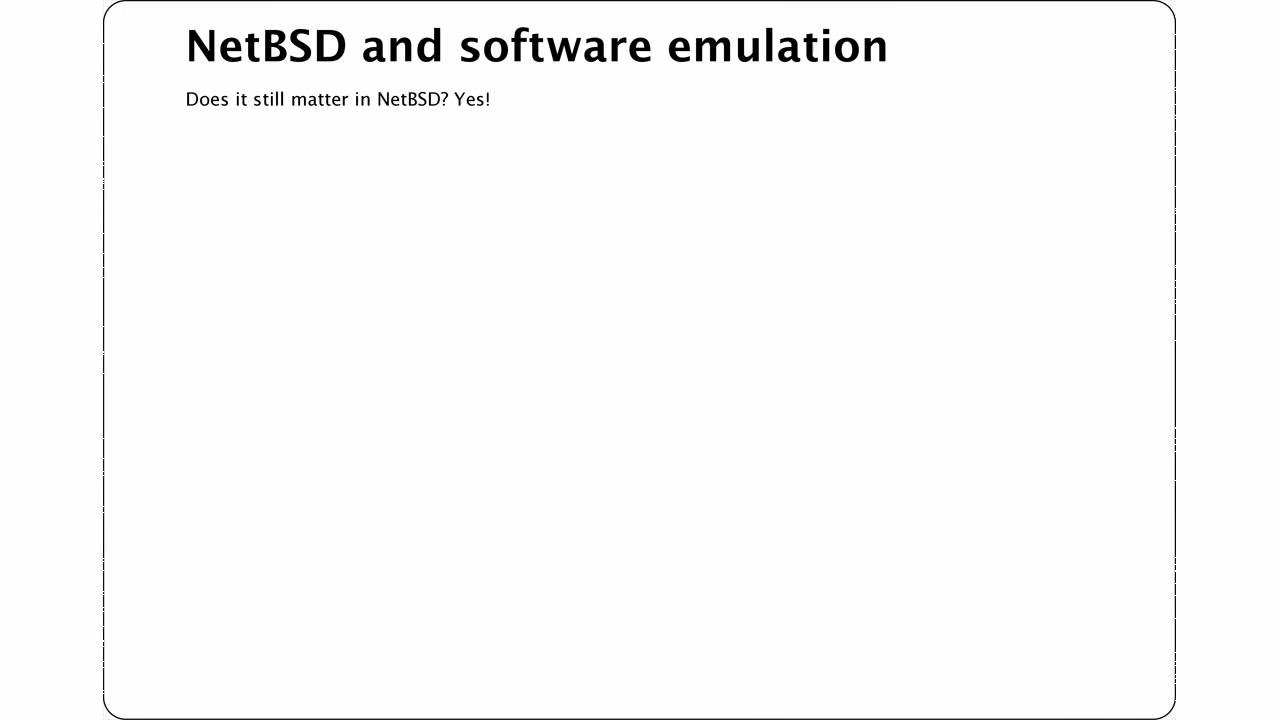 NetBSD and software emulation
Does it still matter in NetBSD? Yes!